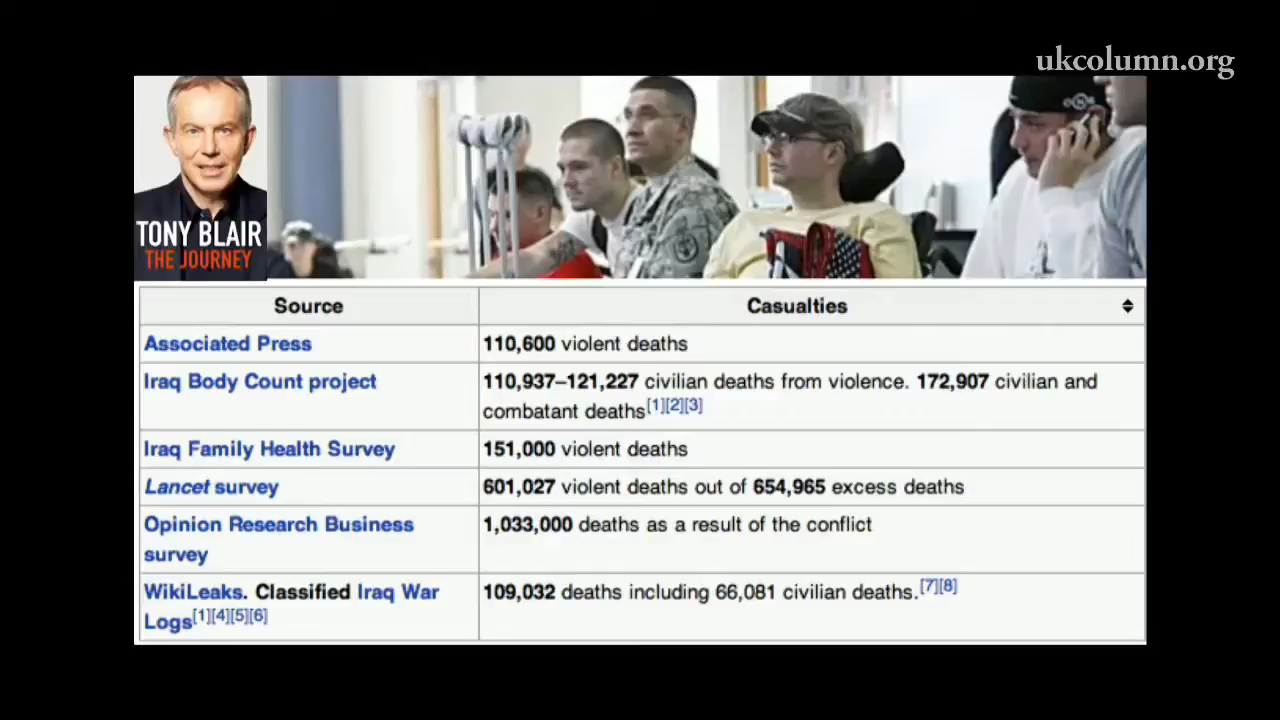 ukcolumn.org
TONY BLAIR
THE JOURNEY
Source
Casualties
Associated Press
110,600 violent deaths
Iraq Body Count project
110,937–121,227 civilian deaths from violence. 172,907 civilian and
combatant deaths[1][2][3]
Iraq Family Health Survey
151,000 violent deaths
Lancet survey
601,027 violent deaths out of 654,965 excess deaths
Opinion Research Business
survey
1,033,000 deaths as a result of the conflict
WikiLeaks. Classified Iraq War
Logs[1][4][5][6]
109,032 deaths including 66,081 civilian deaths.[7][8]